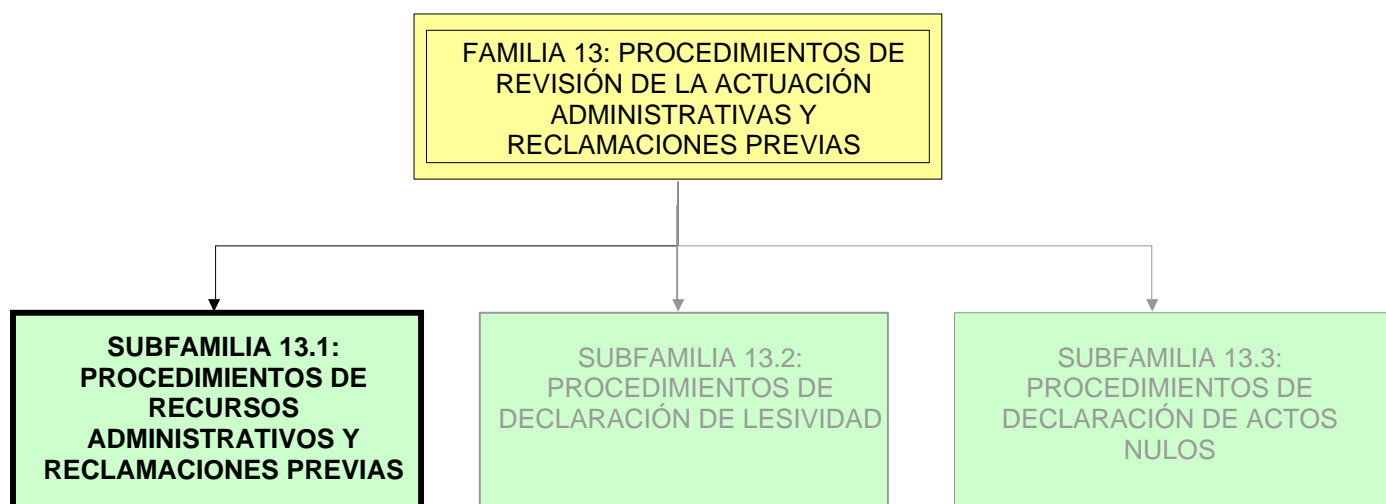 FAMILIA 13: PROCEDIMIENTOS DE
REVISIÓN DE LA ACTUACIÓN
ADMINISTRATIVAS Y
RECLAMACIONES PREVIAS
SUBFAMILIA 13.1:
PROCEDIMIENTOS DE
RECURSOS
ADMINISTRATIVOS Y
RECLAMACIONES PREVIAS
SUBFAMILIA 13.2:
PROCEDIMIENTOS DE
DECLARACIÓN DE LESIVIDAD
SUBFAMILIA 13.3:
PROCEDIMIENTOS DE
DECLARACIÓN DE ACTOS
NULOS